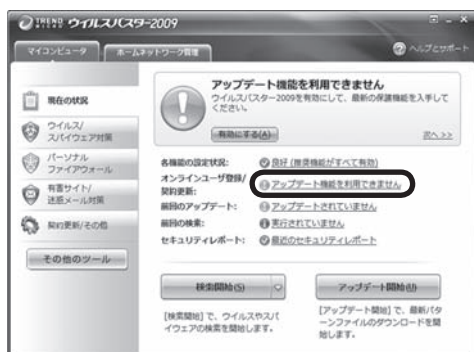 TREND MICRO ウイルスバスター2009
マイコンピュータ ホームネットワーク管理 ヘルプとサポート
現在の状況
ウイルス/スパイウェア対策
パーソナルファイアウォール
有害サイト/迷惑メール対策
契約更新/その他
その他のツール
アップデート機能を利用できません
ウイルスバスター2009を有効にして、最新の保護機能を入手して
ください。
有効にする(A) 次へ >>
各機能の設定状況: 良好 (推奨機能がすべて有効)
オンラインユーザ登録/
契約更新: アップデート機能を利用できません
前回のアップデート: アップデートされていません
前回の検索: 実行されていません
セキュリティレポート: 最近のセキュリティレポート
検索開始(S) アップデート開始(U)
[検索開始] で、ウイルスやスパ
イウェアの検索を開始し
ます。
[アップデート開始] で、最新パタ
ーンファイルのダウンロードを開
始します。